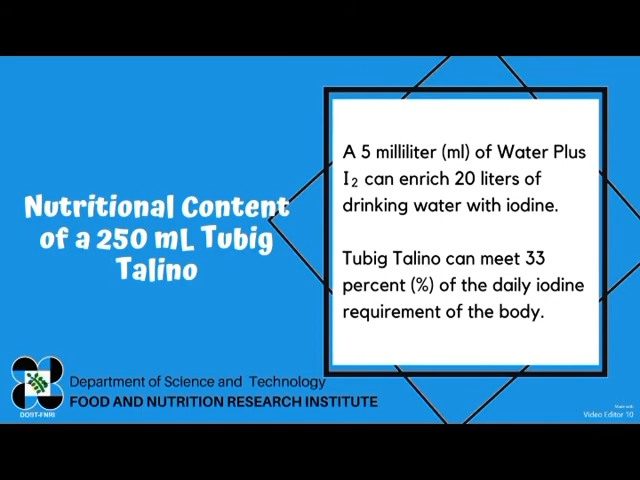 Nutritional Content
of a 250 mL Tubig
Talino
A 5 milliliter (ml) of Water Plus
I₂ can enrich 20 liters of
drinking water with iodine.
Tubig Talino can meet 33
percent (%) of the daily iodine
requirement of the body.
DOST-FNRI
Department of Science and Technology
FOOD AND NUTRITION RESEARCH INSTITUTE
Made with
Video Editor 10